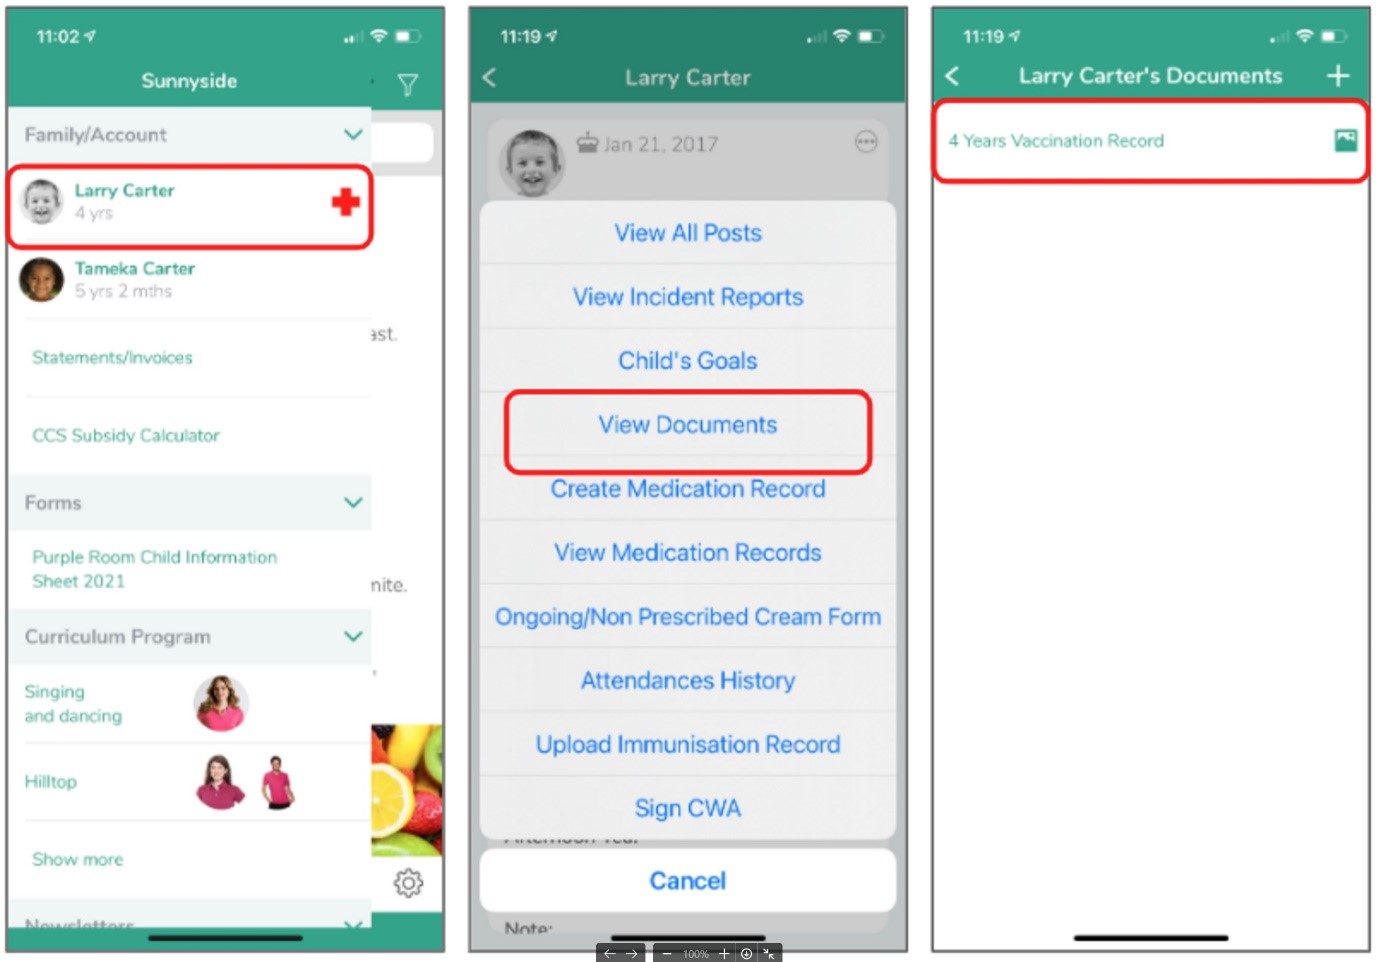 11:02
Sunnyside
Family/Account
Larry Carter
4 yrs
Tameka Carter
5 yrs 2 mths
ast.
Statements/Invoices
CCS Subsidy Calculator
Forms
Purple Room Child Information
Sheet 2021
nite.
Curriculum Program
Singing
and dancing
Hilltop
Show more
Newsletters
11:19
Larry Carter
Jan 21, 2017
View All Posts
View Incident Reports
Child's Goals
View Documents
Create Medication Record
View Medication Records
Ongoing/Non Prescribed Cream Form
Attendances History
Upload Immunisation Record
Sign CWA
Afternoon Tea:
Cancel
Note:
11:19
Larry Carter's Documents
4 Years Vaccination Record
100%